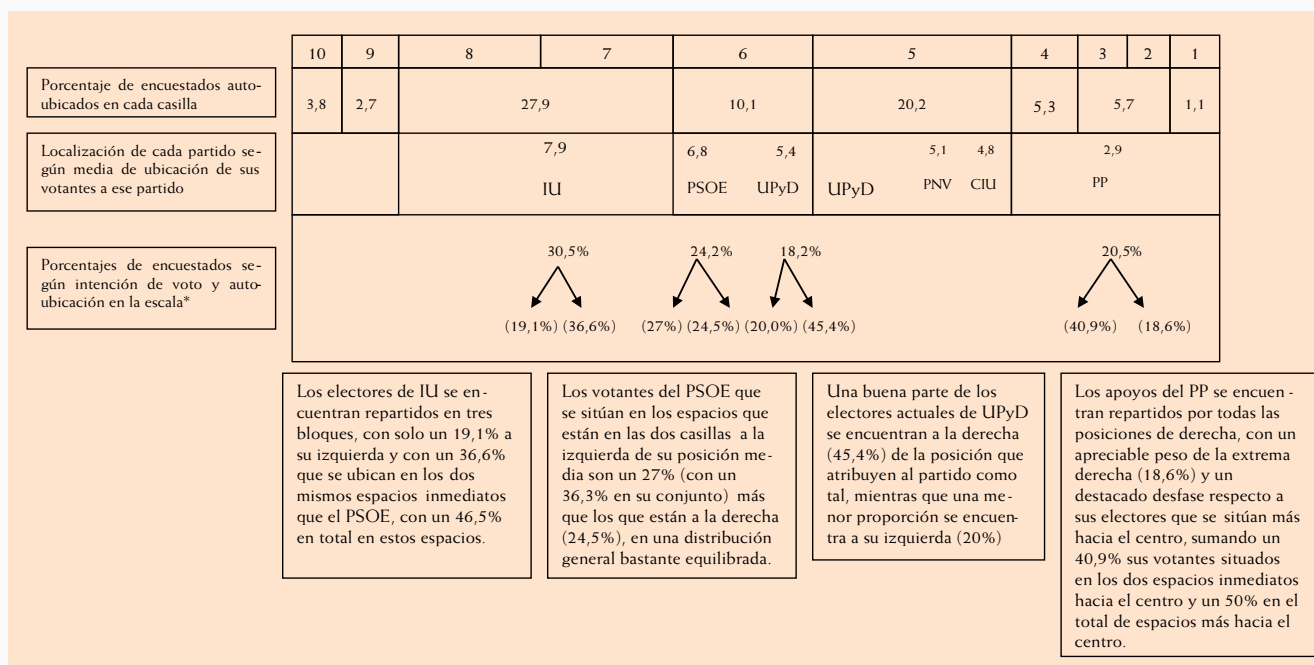 10 9 8 7 6 5 4 3 2 1
Porcentaje de encuestados auto-
ubicados en cada casilla
3,8 2,7 27,9 10,1 20,2 5,3 5,7 1,1
Localización de cada partido se-
gún media de ubicación de sus
votantes a ese partido
7,9 6,8 5,4 5,1 4,8 2,9
IU PSOE UPyD UPyD PNV CIU PP
Porcentajes de encuestados se-
gún intención de voto y auto-
ubicación en la escala*
30,5% 24,2% 18,2% 20,5%
(19,1%) (36,6%) (27%) (24,5%) (20,0%) (45,4%) (40,9%) (18,6%)
Los electores de IU se en-
cuentran repartidos en tres
bloques, con solo un 19,1% a
su izquierda y con un 36,6%
que se ubican en los dos
mismos espacios inmediatos
que el PSOE, con un 46,5%
en total en estos espacios.
Los votantes del PSOE que
se sitúan en los espacios que
están en las dos casillas a la
izquierda de su posición me-
dia son un 27% (con un
36,3% en su conjunto) más
que los que están a la derecha
(24,5%), en una distribución
general bastante equilibrada.
Una buena parte de los
electores actuales de UPyD
se encuentran a la derecha
(45,4%) de la posición que
atribuyen al partido como
tal, mientras que una me-
nor proporción se encuen-
tra a su izquierda (20%)
Los apoyos del PP se encuen-
tran repartidos por todas las
posiciones de derecha, con un
apreciable peso de la extrema
derecha (18,6%) y un
destacado desfase respecto a
sus electores que se sitúan más
hacia el centro, sumando un
40,9% sus votantes situados
en los dos espacios inmediatos
hacia el centro y un 50% en el
total de espacios más hacia el
centro.